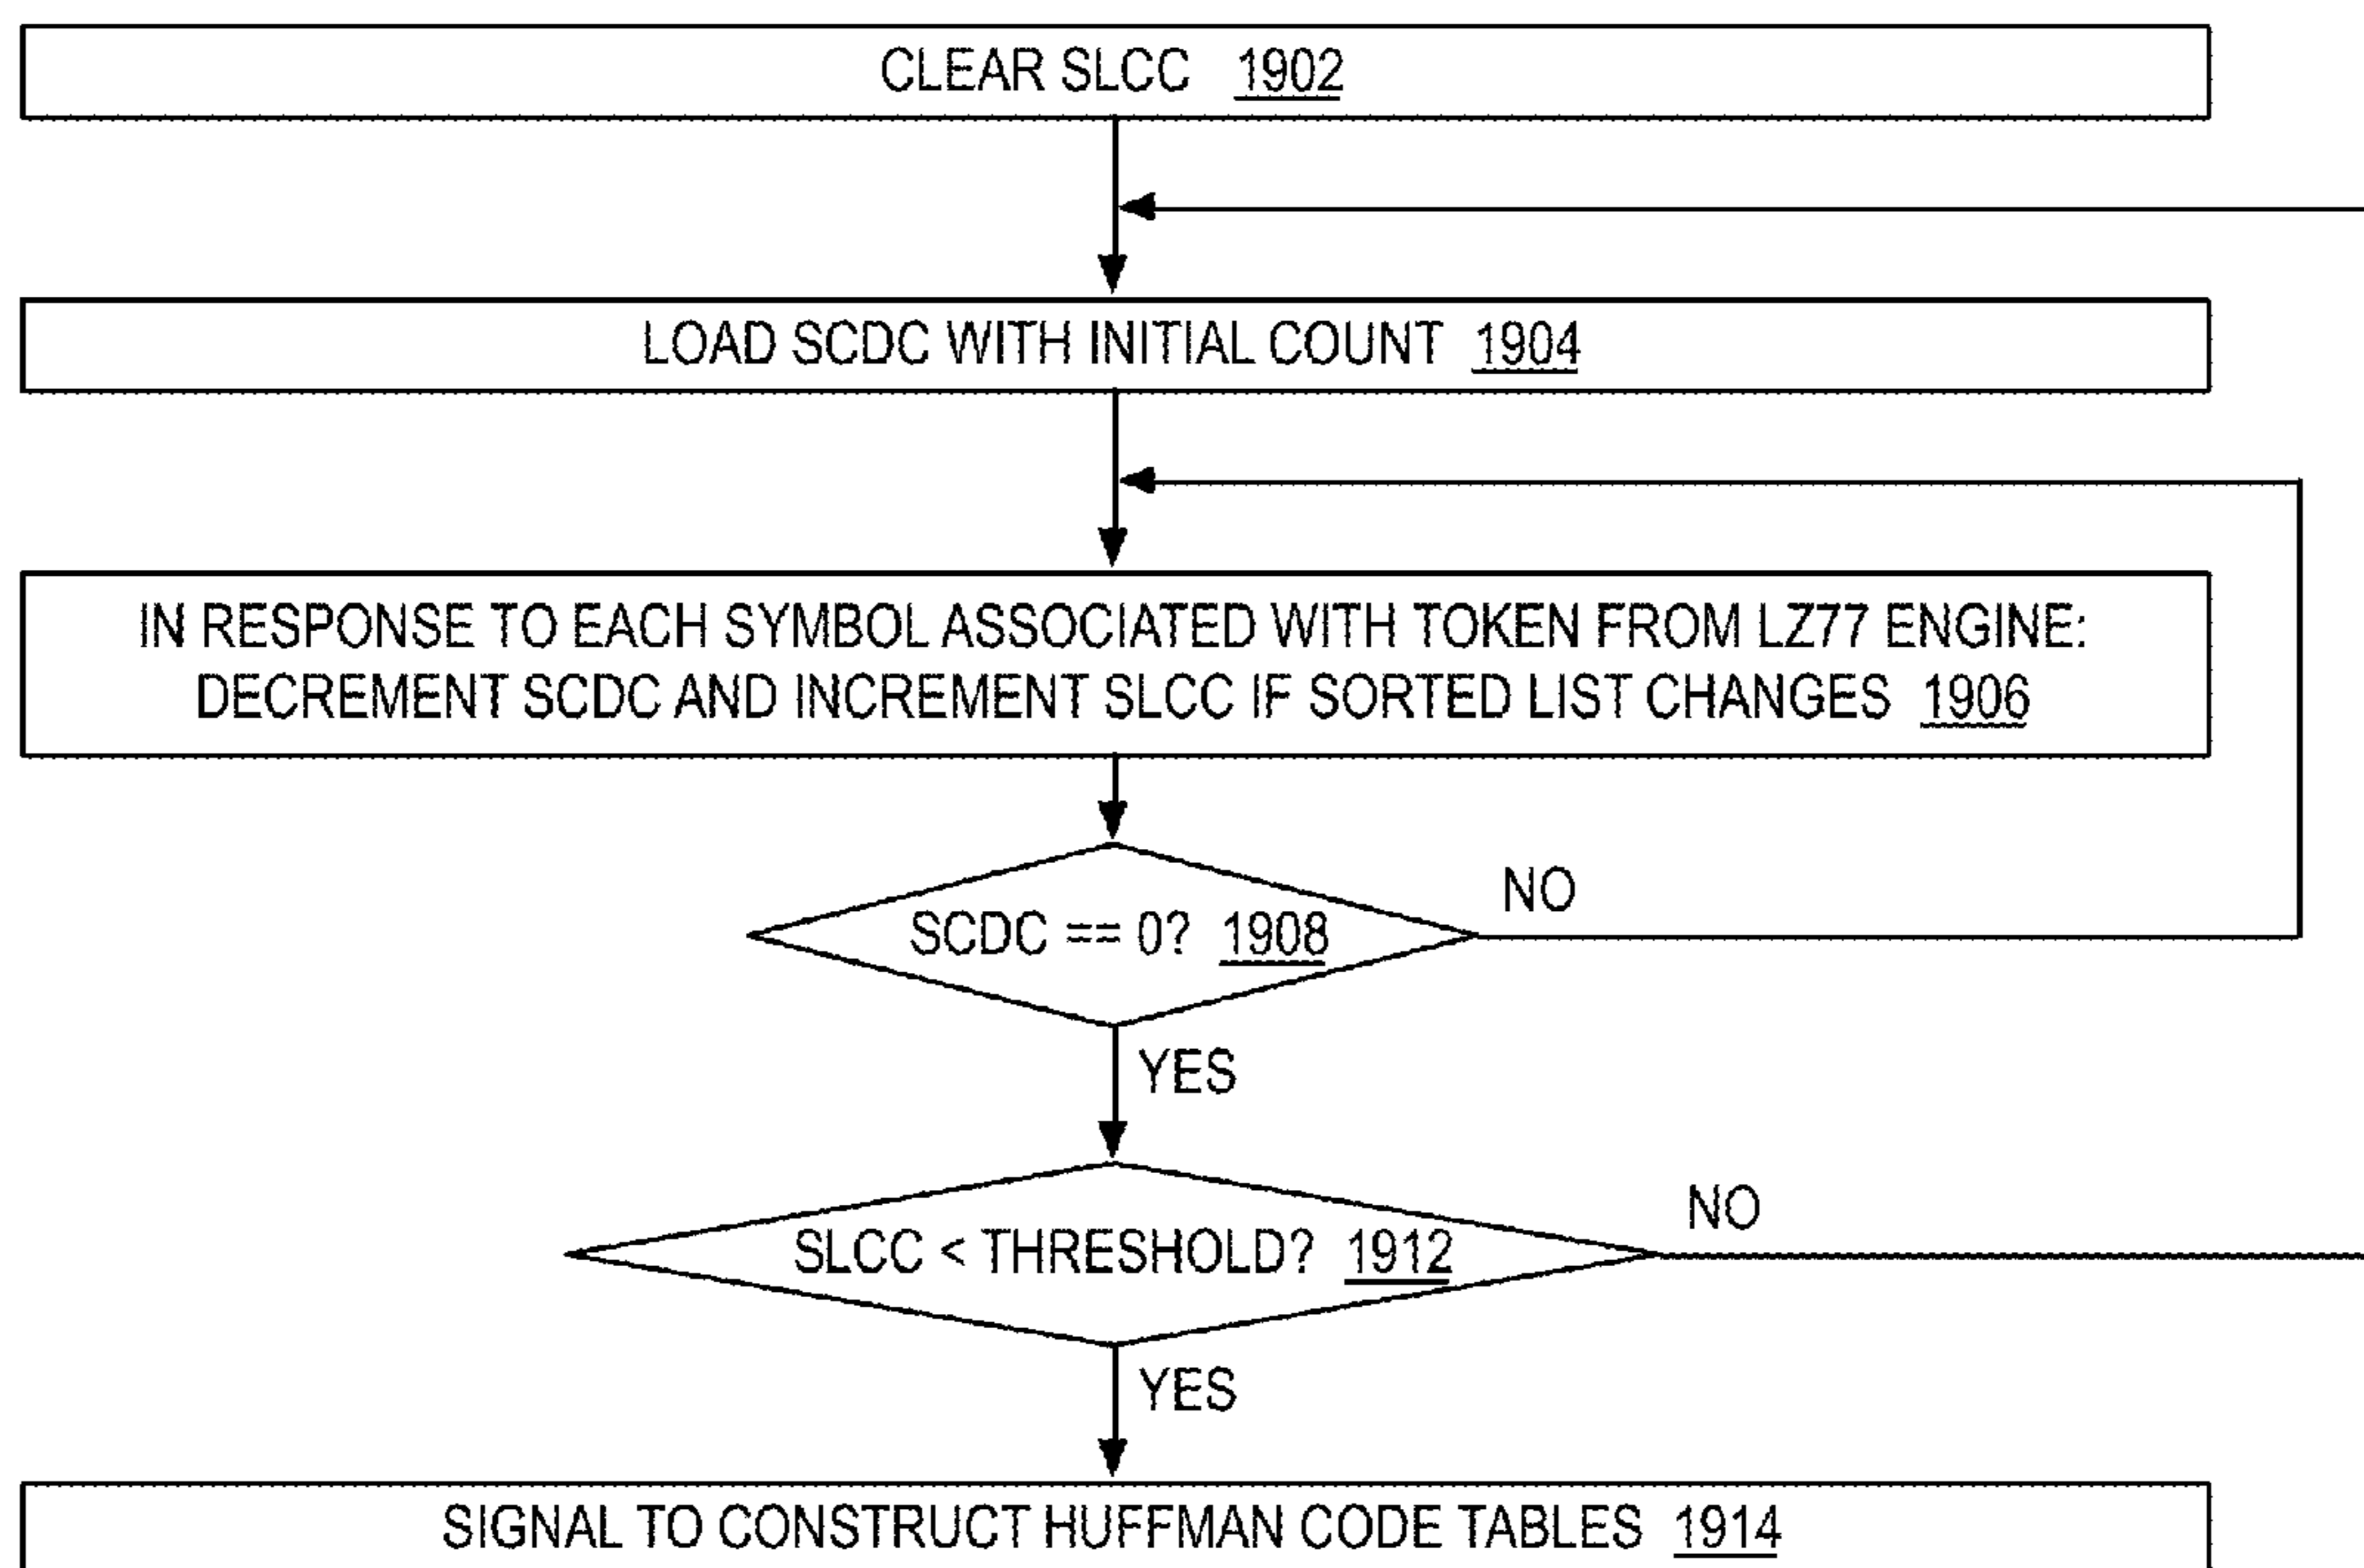 CLEAR SLCC 1902
LOAD SCDC WITH INITIAL COUNT 1904
IN RESPONSE TO EACH SYMBOL ASSOCIATED WITH TOKEN FROM LZ77 ENGINE:
DECREMENT SCDC AND INCREMENT SLCC IF SORTED LIST CHANGES 1906
NO
SCDC == 0? 1908
YES
NO
SLCC < THRESHOLD? 1912
YES
SIGNAL TO CONSTRUCT HUFFMAN CODE TABLES 1914